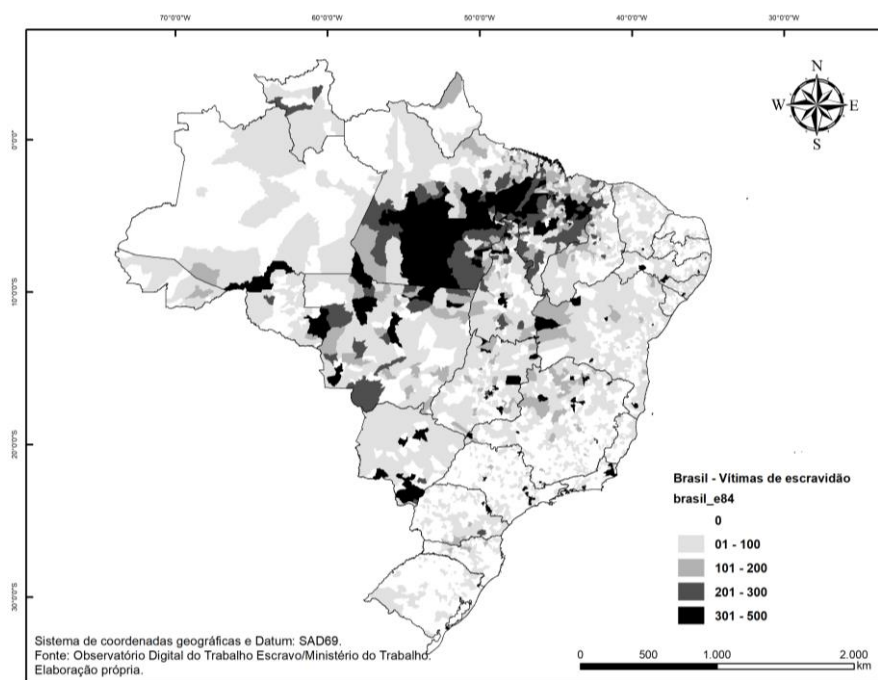 70°0'0"W 60°0'0"W 50°0'0"W 40°0'0"W 30°0'0"W
N
W E
S
0°0'0"
10°0'0"S
20°0'0"S
30°0'0"S
Brasil - Vítimas de escravidão
brasil_e84
0
01 - 100
101 - 200
201 - 300
301 - 500
Sistema de coordenadas geográficas e Datum: SAD69.
Fonte: Observatório Digital do Trabalho Escravo/Ministério do Trabalho.
Elaboração própria.
0 500 1.000 2.000
km